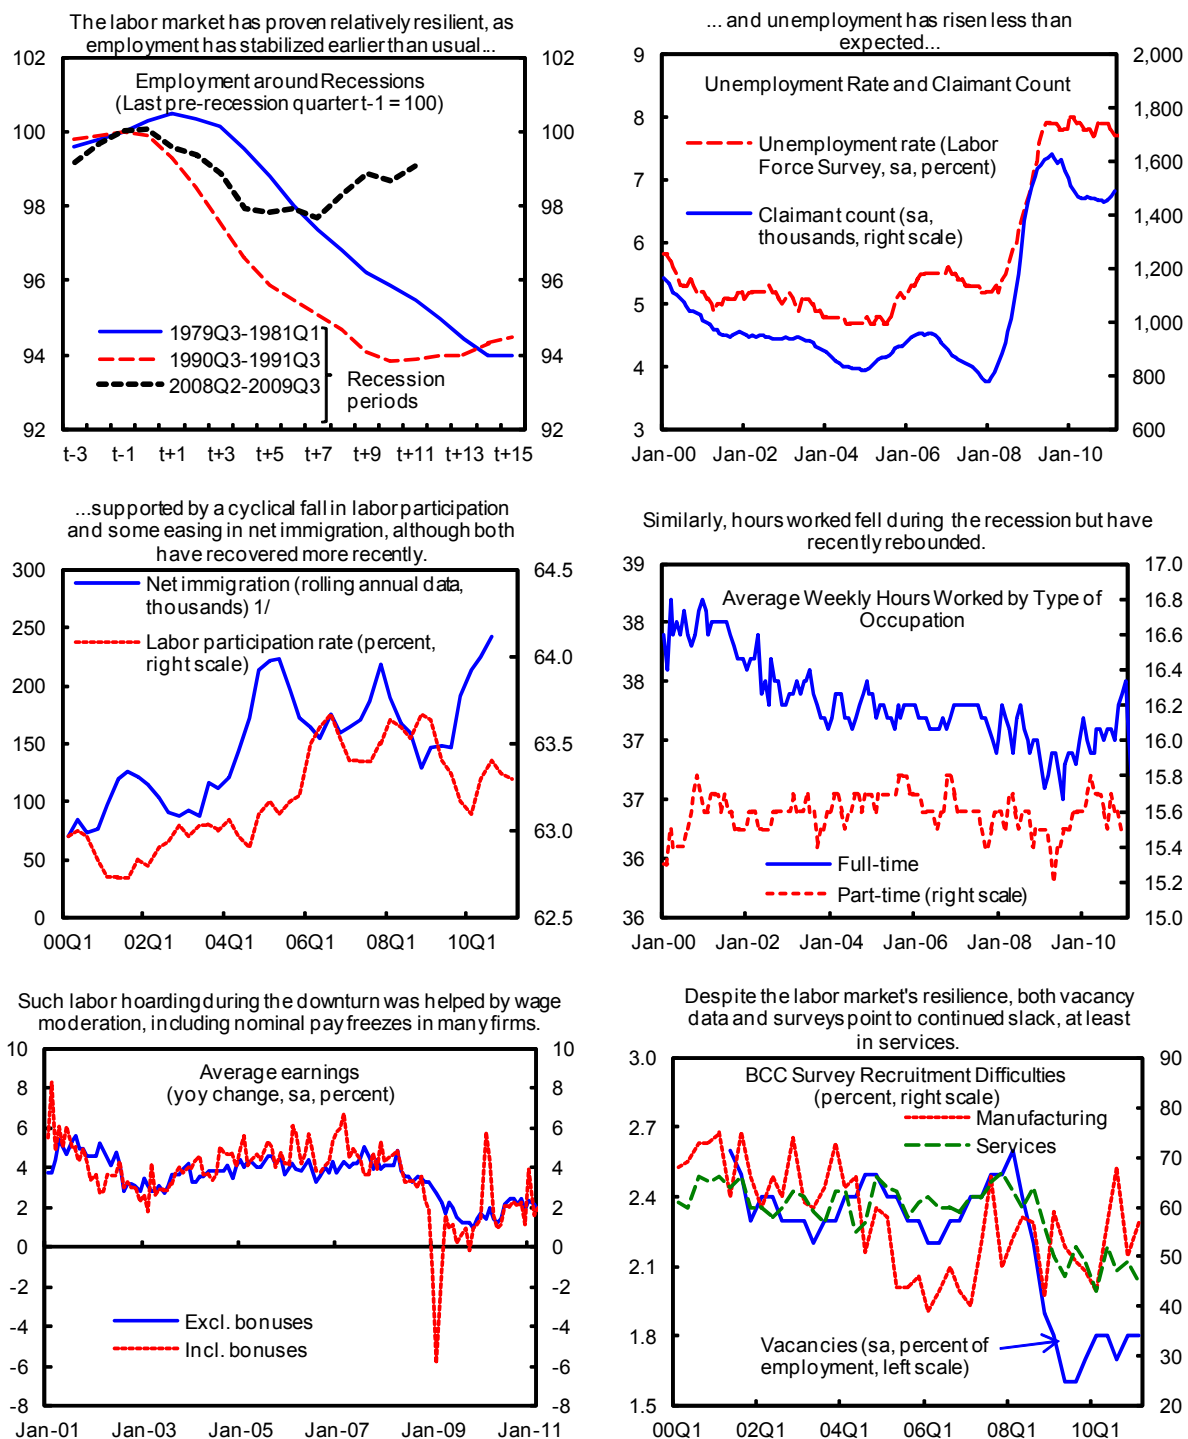 The labor market has proven relatively resilient, as
employment has stabilized earlier than usual...
102
100
98
96
94
92
102
100
98
96
94
92
Employment around Recessions
(Last pre-recession quarter t-1 = 100)
1979Q3-1981Q1
1990Q3-1991Q3
2008Q2-2009Q3
Recession
periods
t-3 t-1 t+1 t+3 t+5 t+7 t+9 t+11 t+13 t+15
... and unemployment has risen less than
expected...
9
8
7
6
5
4
3
2,000
1,800
1,600
1,400
1,200
1,000
800
600
Unemployment Rate and Claimant Count
Unemployment rate (Labor
Force Survey, sa, percent)
Claimant count (sa,
thousands, right scale)
Jan-00 Jan-02 Jan-04 Jan-06 Jan-08 Jan-10
...supported by a cyclical fall in labor participation
and some easing in net immigration, although both
have recovered more recently.
300
250
200
150
100
50
0
64.5
64.0
63.5
63.0
62.5
Net immigration (rolling annual data,
thousands) 1/
Labor participation rate (percent,
right scale)
00Q1 02Q1 04Q1 06Q1 08Q1 10Q1
Similarly, hours worked fell during the recession but have
recently rebounded.
39
38
38
37
37
36
36
17.0
16.8
16.6
16.4
16.2
16.0
15.8
15.6
15.4
15.2
15.0
Average Weekly Hours Worked by Type of
Occupation
Full-time
Part-time (right scale)
Jan-00 Jan-02 Jan-04 Jan-06 Jan-08 Jan-10
Such labor hoarding during the downturn was helped by wage
moderation, including nominal pay freezes in many firms.
10
8
6
4
2
0
-2
-4
-6
-8
10
8
6
4
2
0
-2
-4
-6
-8
Average earnings
(yoy change, sa, percent)
Excl. bonuses
Incl. bonuses
Jan-01 Jan-03 Jan-05 Jan-07 Jan-09 Jan-11
Despite the labor market's resilience, both vacancy
data and surveys point to continued slack, at least
in services.
3.0
2.7
2.4
2.1
1.8
1.5
90
80
70
60
50
40
30
20
BCC Survey Recruitment Difficulties
(percent, right scale)
Manufacturing
Services
Vacancies (sa, percent of
employment, left scale)
00Q1 02Q1 04Q1 06Q1 08Q1 10Q1